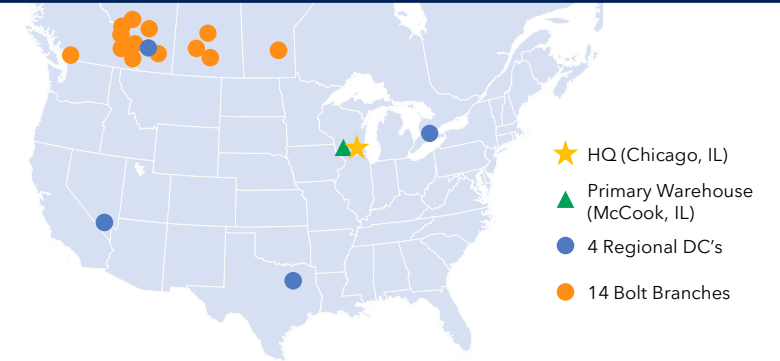 HQ (Chicago, IL)
Primary Warehouse
(McCook, IL)
4 Regional DC's
14 Bolt Branches